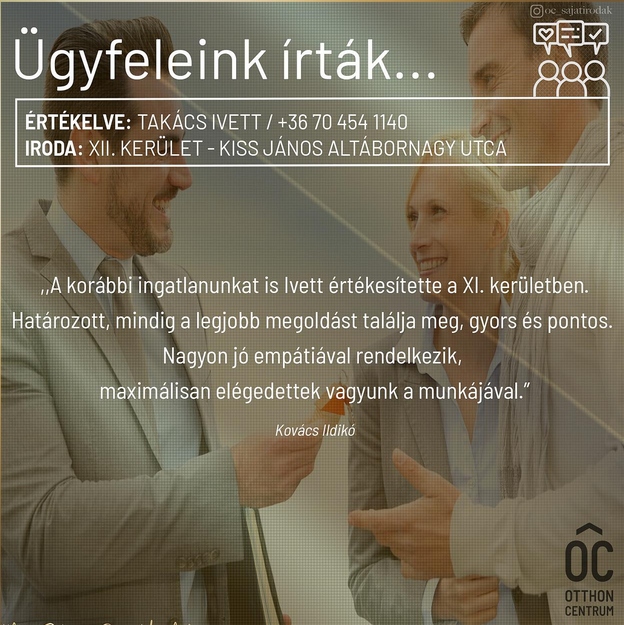 oc_sajatirodak
Ügyfeleink írták...
ÉRTÉKELVE: TAKÁCS IVETT / +36 70 454 1140
IRODA: XII. KERÜLET - KISS JÁNOS ALTÁBORNAGY UTCA
,,A korábbi ingatlanunkat is Ivett értékesítette a XI. kerületben.
Határozott, mindig a legjobb megoldást találja meg, gyors és pontos.
Nagyon jó empátiával rendelkezik,
maximálisan elégedettek vagyunk a munkájával.”
Kovács Ildikó
OC
OTTHON
CENTRUM